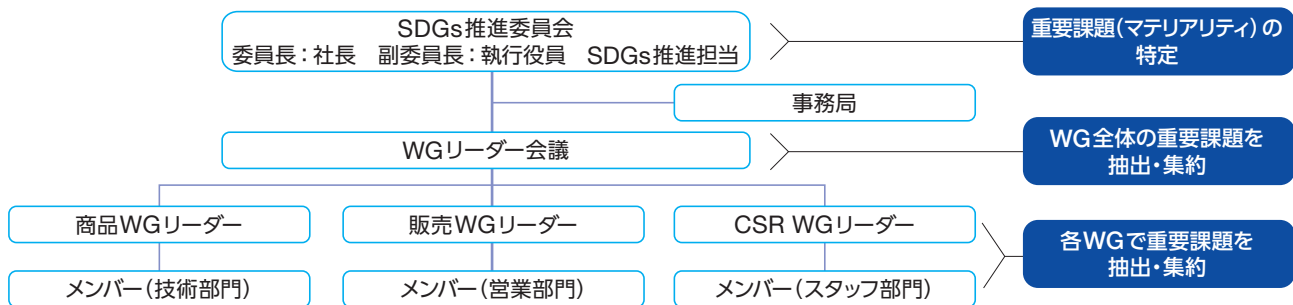 SDGs推進委員会
委員長：社長　副委員長：執行役員　SDGs推進担当
重要課題（マテリアリティ）の
特定
事務局
WGリーダー会議
WG全体の重要課題を
抽出・集約
商品WGリーダー
販売WGリーダー
CSR WGリーダー
各WGで重要課題を
抽出・集約
メンバー（技術部門）
メンバー（営業部門）
メンバー（スタッフ部門）